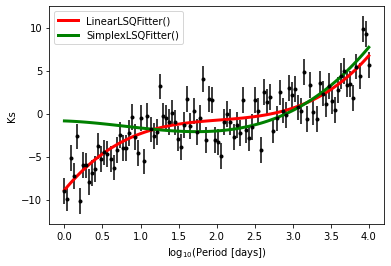 LinearLSQFitter()
SimplexLSQFitter()
10
5
0
−5
−10
Ks
0.0 0.5 1.0 1.5 2.0 2.5 3.0 3.5 4.0
log₁₀(Period [days])